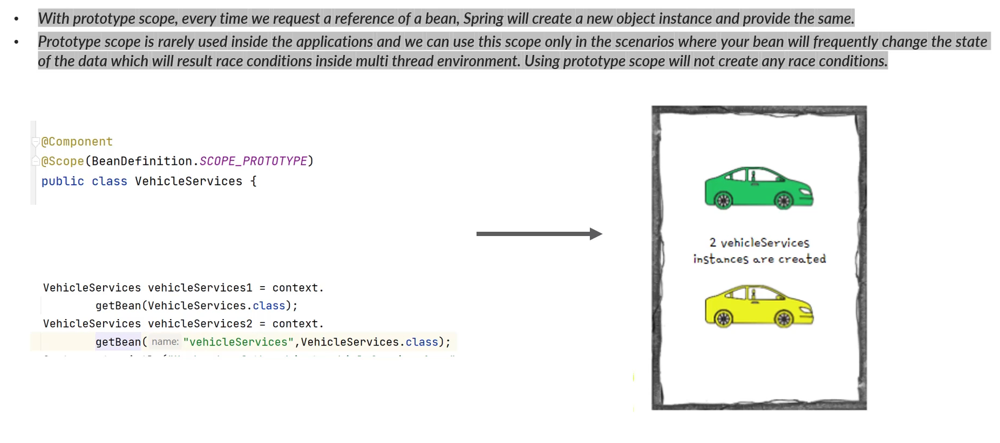 • With prototype scope, every time we request a reference of a bean, Spring will create a new object instance and provide the same.
• Prototype scope is rarely used inside the applications and we can use this scope only in the scenarios where your bean will frequently change the state
of the data which will result race conditions inside multi thread environment. Using prototype scope will not create any race conditions.
@Component
@Scope(BeanDefinition.SCOPE_PROTOTYPE)
public class VehicleServices {
VehicleServices vehicleServices1 = context.
getBean(VehicleServices.class);
VehicleServices vehicleServices2 = context.
getBean( name: "vehicleServices",VehicleServices.class);
2 vehicleServices
instances are created